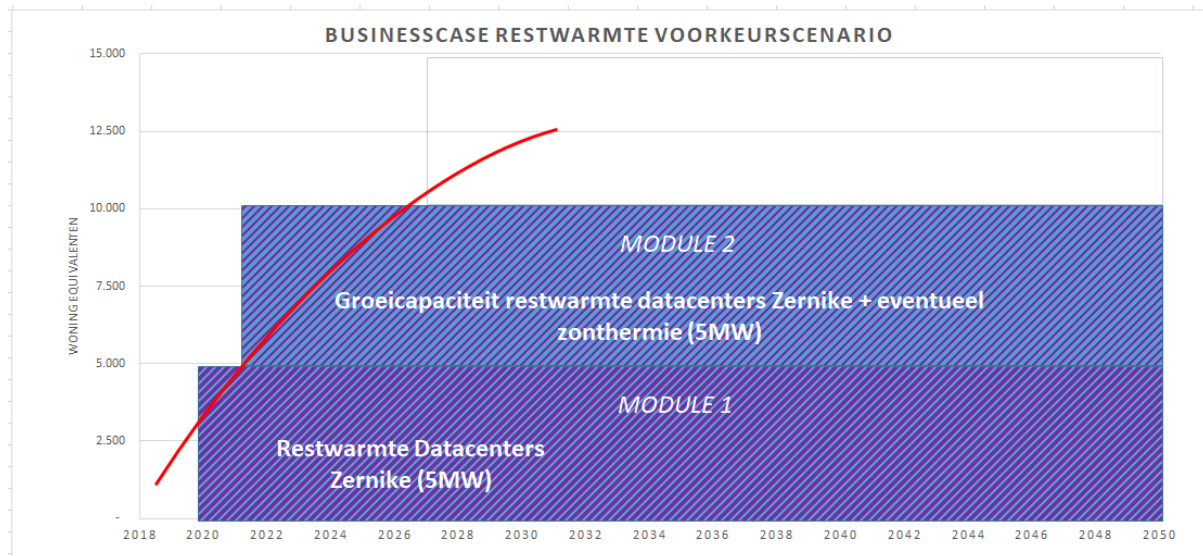 BUSINESSCASE RESTWARMTE VOORKEURSCENARIO
15.000
12.500
10.000
7.500
5.000
2.500
-
WONING EQUIVALENTEN
MODULE 2
Groeicapaciteit restwarmte datacenters Zernike + eventueel
zonthermie (5MW)
MODULE 1
Restwarmte Datacenters
Zernike (5MW)
2018 2020 2022 2024 2026 2028 2030 2032 2034 2036 2038 2040 2042 2044 2046 2048 2050